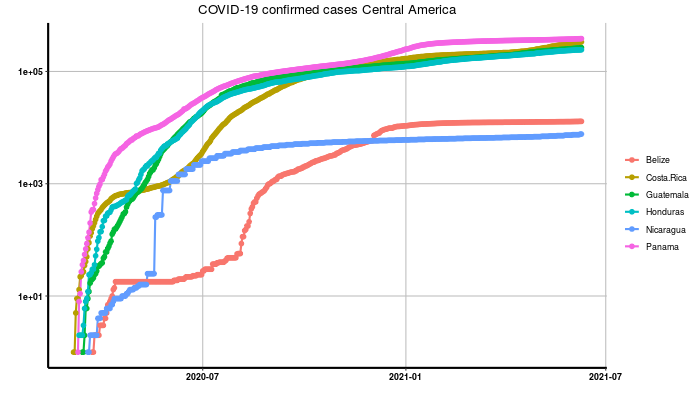 COVID-19 confirmed cases Central America
1e+05
1e+03
1e+01
2020-07
2021-01
2021-07
Belize
Costa.Rica
Guatemala
Honduras
Nicaragua
Panama